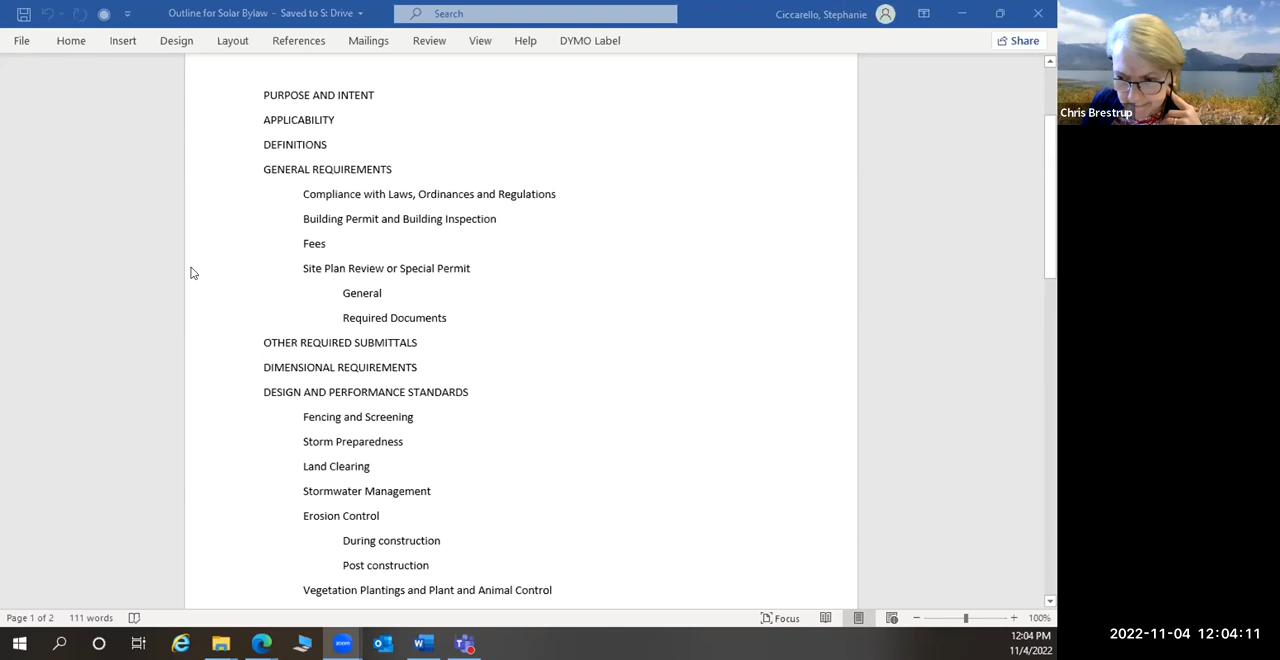 Outline for Solar Bylaw - Saved to S: Drive
Search
Ciccarello, Stephanie
File Home Insert Design Layout References Mailings Review View Help DYMO Label
Share
PURPOSE AND INTENT
APPLICABILITY
DEFINITIONS
GENERAL REQUIREMENTS
Compliance with Laws, Ordinances and Regulations
Building Permit and Building Inspection
Fees
Site Plan Review or Special Permit
General
Required Documents
OTHER REQUIRED SUBMITTALS
DIMENSIONAL REQUIREMENTS
DESIGN AND PERFORMANCE STANDARDS
Fencing and Screening
Storm Preparedness
Land Clearing
Stormwater Management
Erosion Control
During construction
Post construction
Vegetation Plantings and Plant and Animal Control
Page 1 of 2 111 words
Focus
100%
zoom
12:04 PM
11/4/2022
Chris Brestrup
2022-11-04 12:04:11